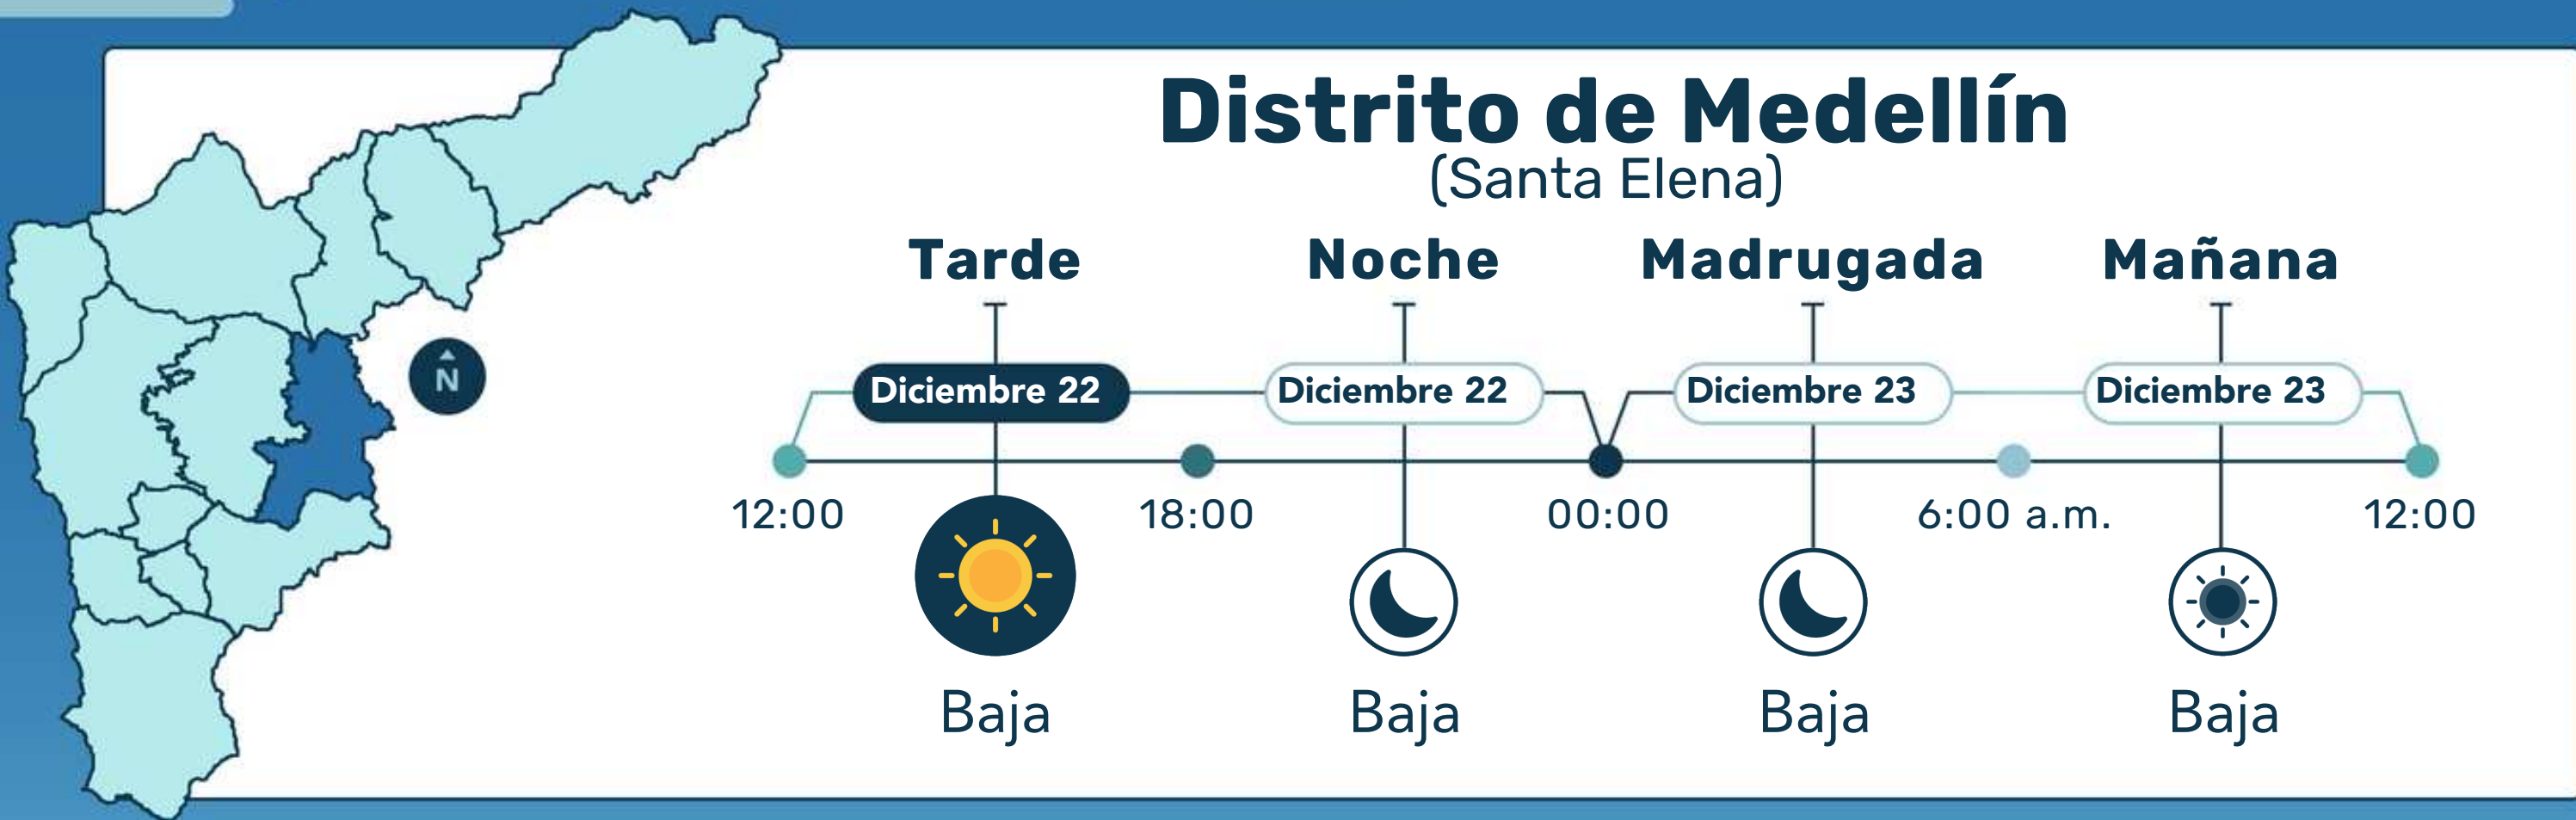 Distrito de Medellín
(Santa Elena)
Tarde Noche Madrugada Mañana
N
Diciembre 22 Diciembre 22 Diciembre 23 Diciembre 23
12:00 18:00 00:00 6:00 a.m. 12:00
Baja Baja Baja Baja